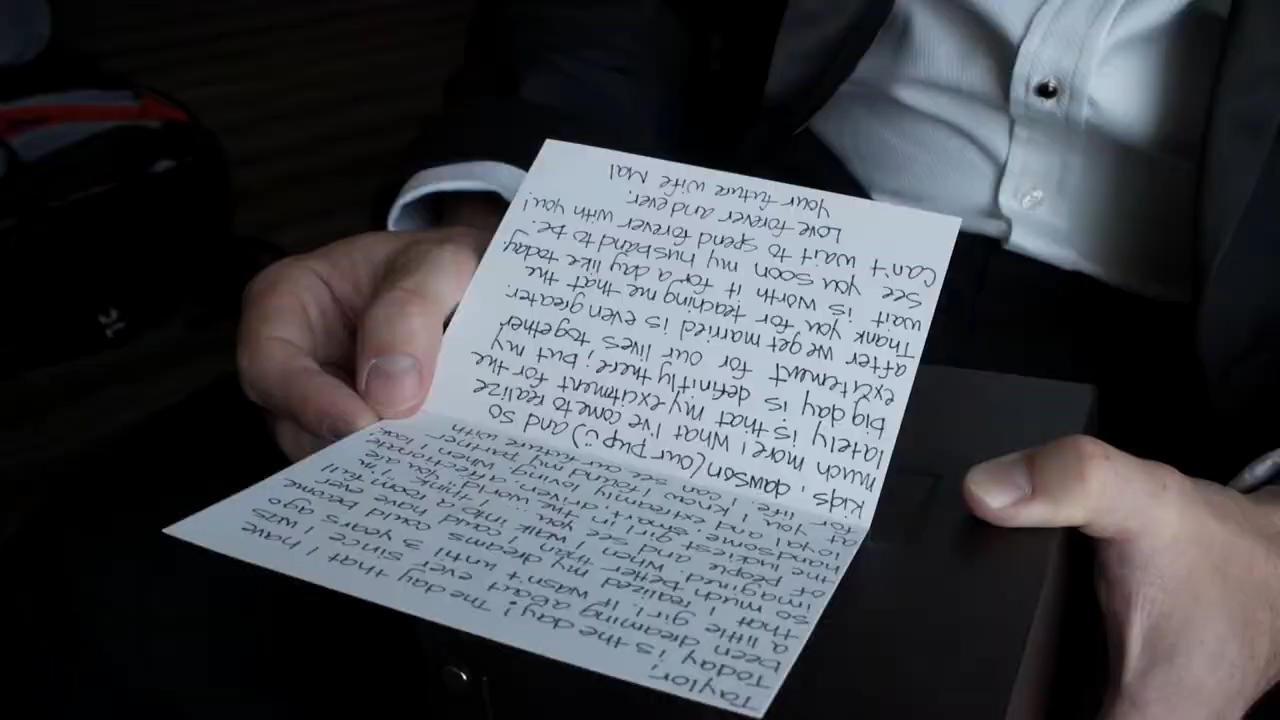 Taylor,
Today is the day! The day that I have
been dreaming about ever since I was
a little girl; it wasn't until 3 years ago
that I realized my dreams could become
so much better than I could have ever
imagined. when you walk into a room full
of people and see
the luckiest girl in the world.
handsome, smart, driven, affectionate
loyal and extremely loving, when I look
at you I know I found my partner
for life. I can see our future with
kids, dawson (our pup :) and so
much more; what I've come to realize
lately is that my excitment for the
big day is definitly there; but my
excitement for our lives together
after we get married is even greater.
Thank you for teaching me that the
wait is worth it for a day like today
see you soon my husband to be.
Can't wait to spend forever with you!
Love forever and ever,
your future wife Mal